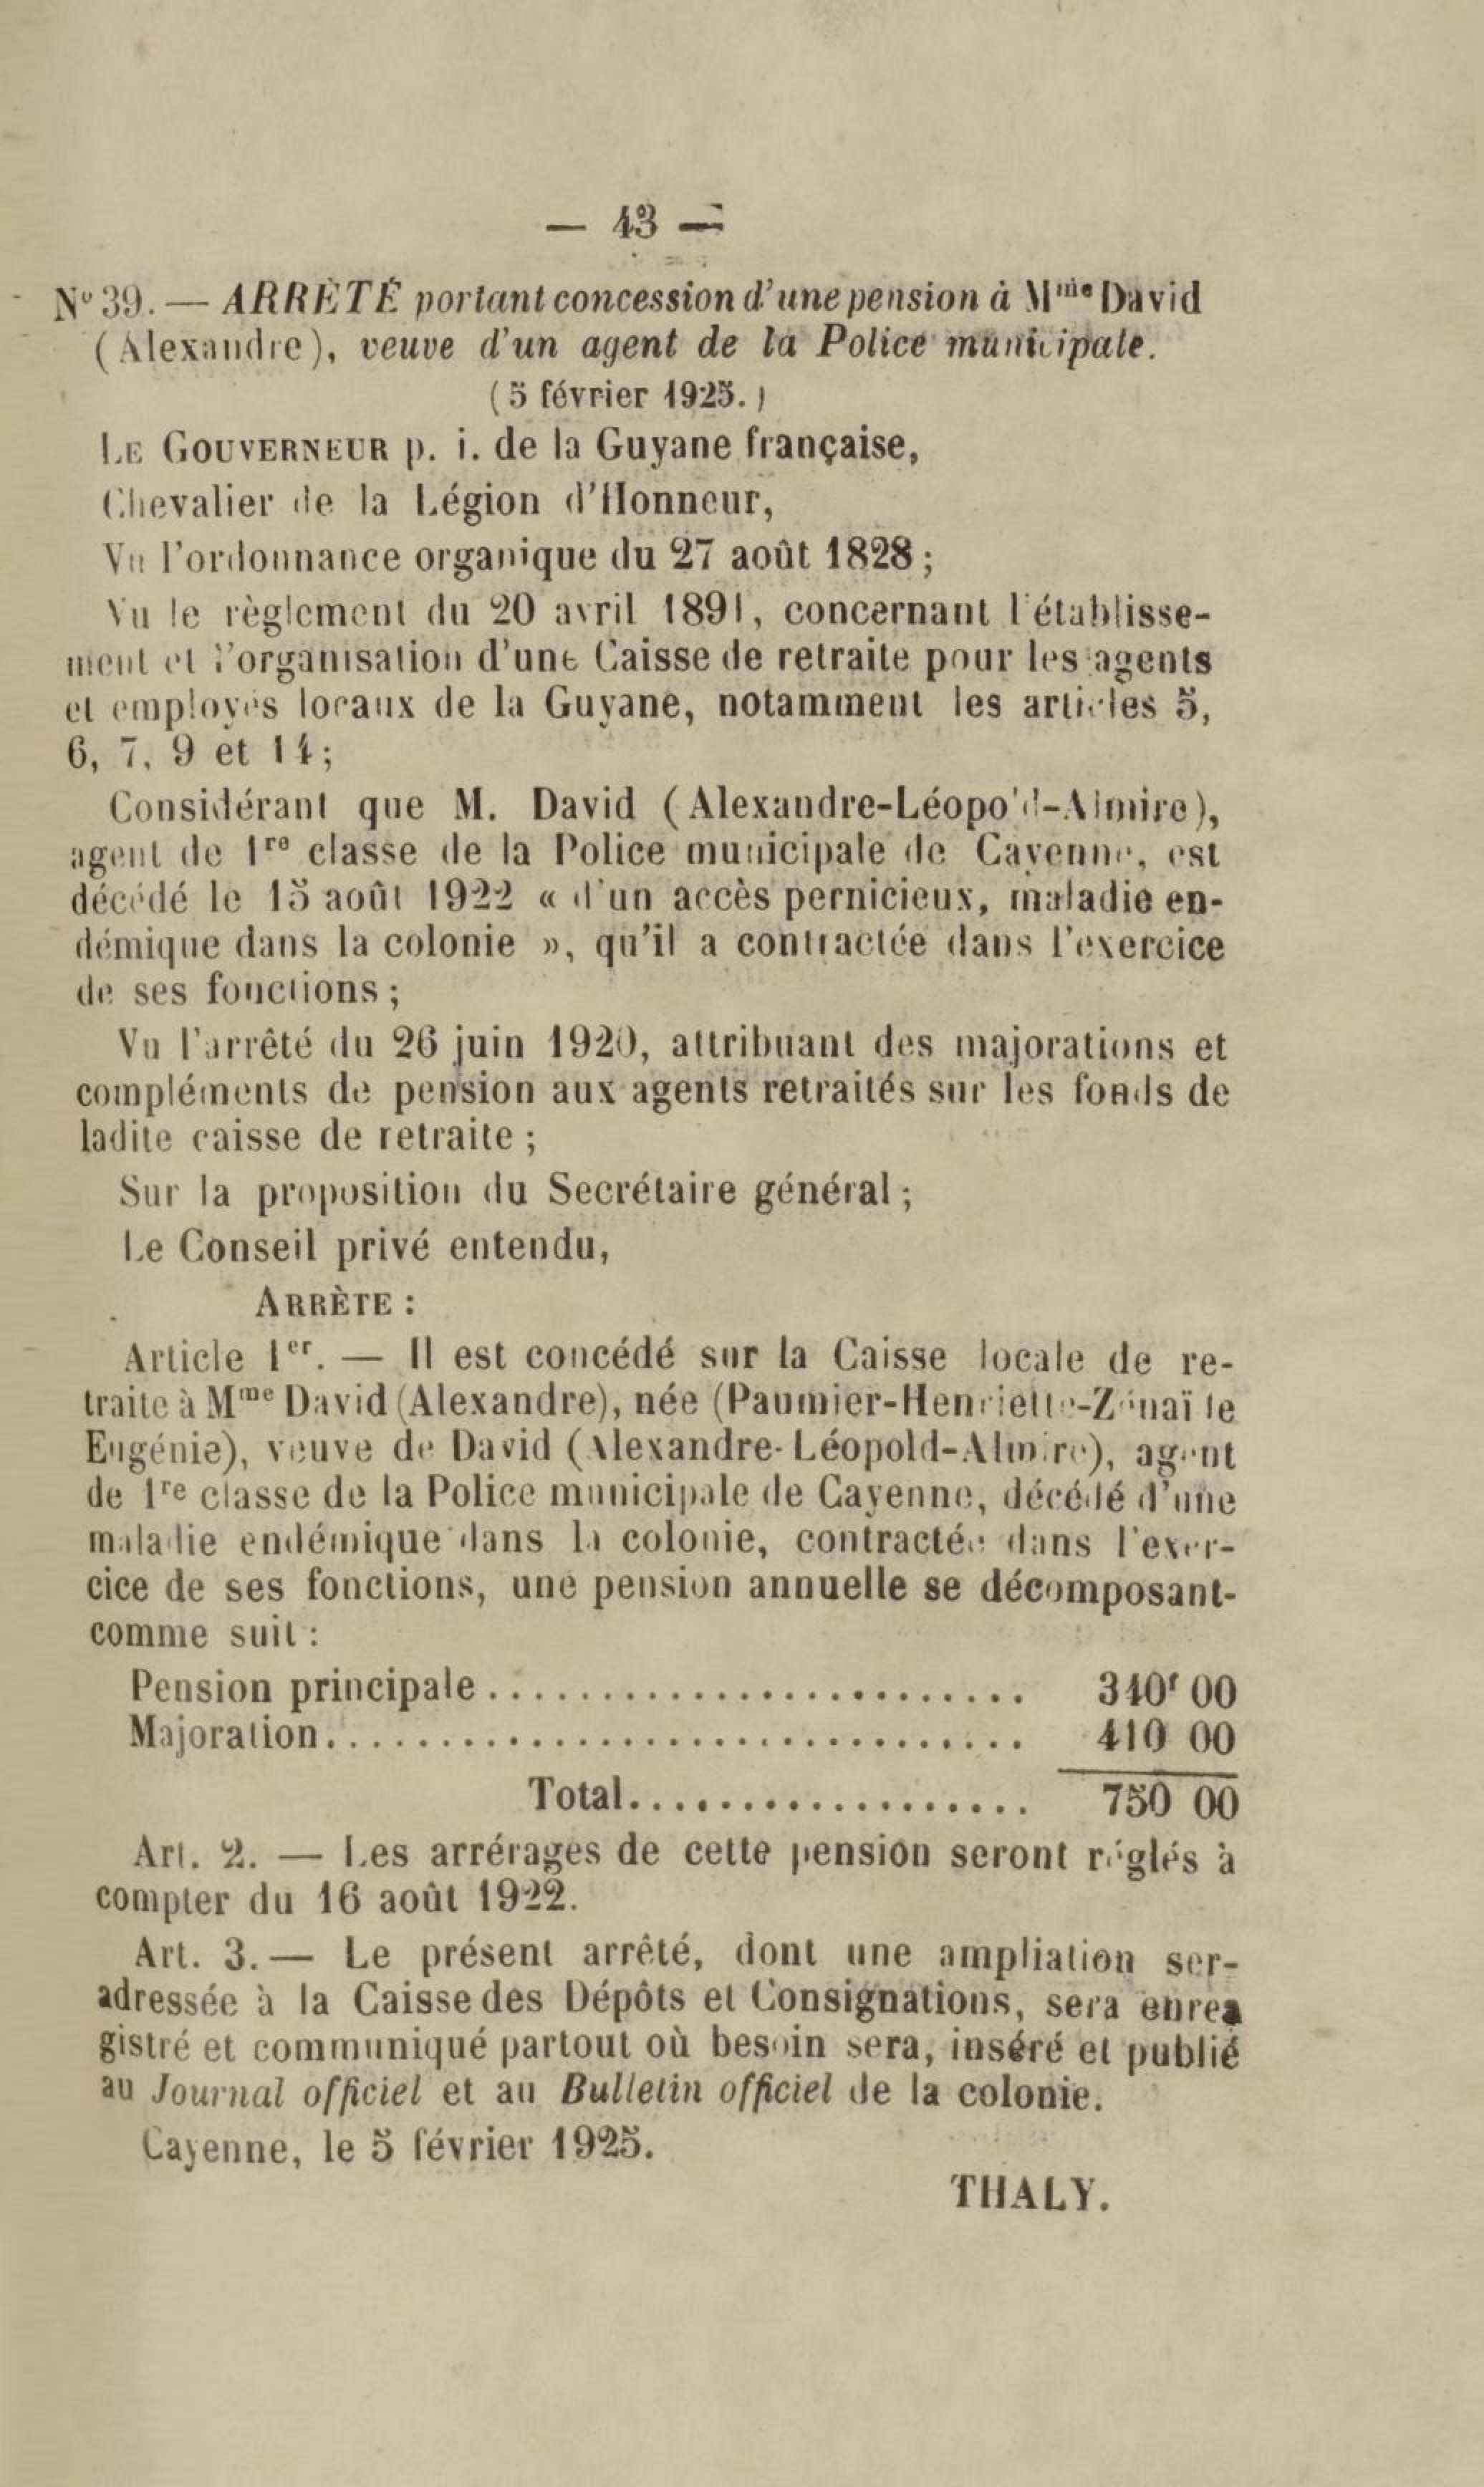 — 43 —
N° 39. — ARRÊTÉ portant concession d'une pension à Mme David
(Alexandre), veuve d'un agent de la Police municipale.
(5 février 1925.)
LE GOUVERNEUR p. i. de la Guyane française,
Chevalier de la Légion d'Honneur,
Vu l'ordonnance organique du 27 août 1828;
Vu le règlement du 20 avril 1891, concernant l'établisse-
ment et l'organisation d'une Caisse de retraite pour les agents
et employés locaux de la Guyane, notamment les articles 5,
6, 7, 9 et 14;
Considérant que M. David (Alexandre-Léopold-Almire),
agent de 1re classe de la Police municipale de Cayenne, est
décédé le 15 août 1922 « d'un accès pernicieux, maladie en-
démique dans la colonie », qu'il a contractée dans l'exercice
de ses fonctions;
Vu l'arrêté du 26 juin 1920, attribuant des majorations et
compléments de pension aux agents retraités sur les fonds de
ladite caisse de retraite;
Sur la proposition du Secrétaire général;
Le Conseil privé entendu,
ARRÈTE :
Article 1er. — Il est concédé sur la Caisse locale de re-
traite à Mme David (Alexandre), née (Paumier-Henriette-Zénaïde
Eugénie), veuve de David (Alexandre-Léopold-Almire), agent
de 1re classe de la Police municipale de Cayenne, décédé d'une
maladie endémique dans la colonie, contractée dans l'exer-
cice de ses fonctions, une pension annuelle se décomposant-
comme suit :
Pension principale.......................... 340f 00
Majoration................................. 410 00
Total................... 750 00
Art. 2. — Les arrérages de cette pension seront réglés à
compter du 16 août 1922.
Art. 3. — Le présent arrêté, dont une ampliation ser-
adressée à la Caisse des Dépôts et Consignations, sera enrea
gistré et communiqué partout où besoin sera, inséré et publié
au Journal officiel et au Bulletin officiel de la colonie.
Cayenne, le 5 février 1925.
THALY.